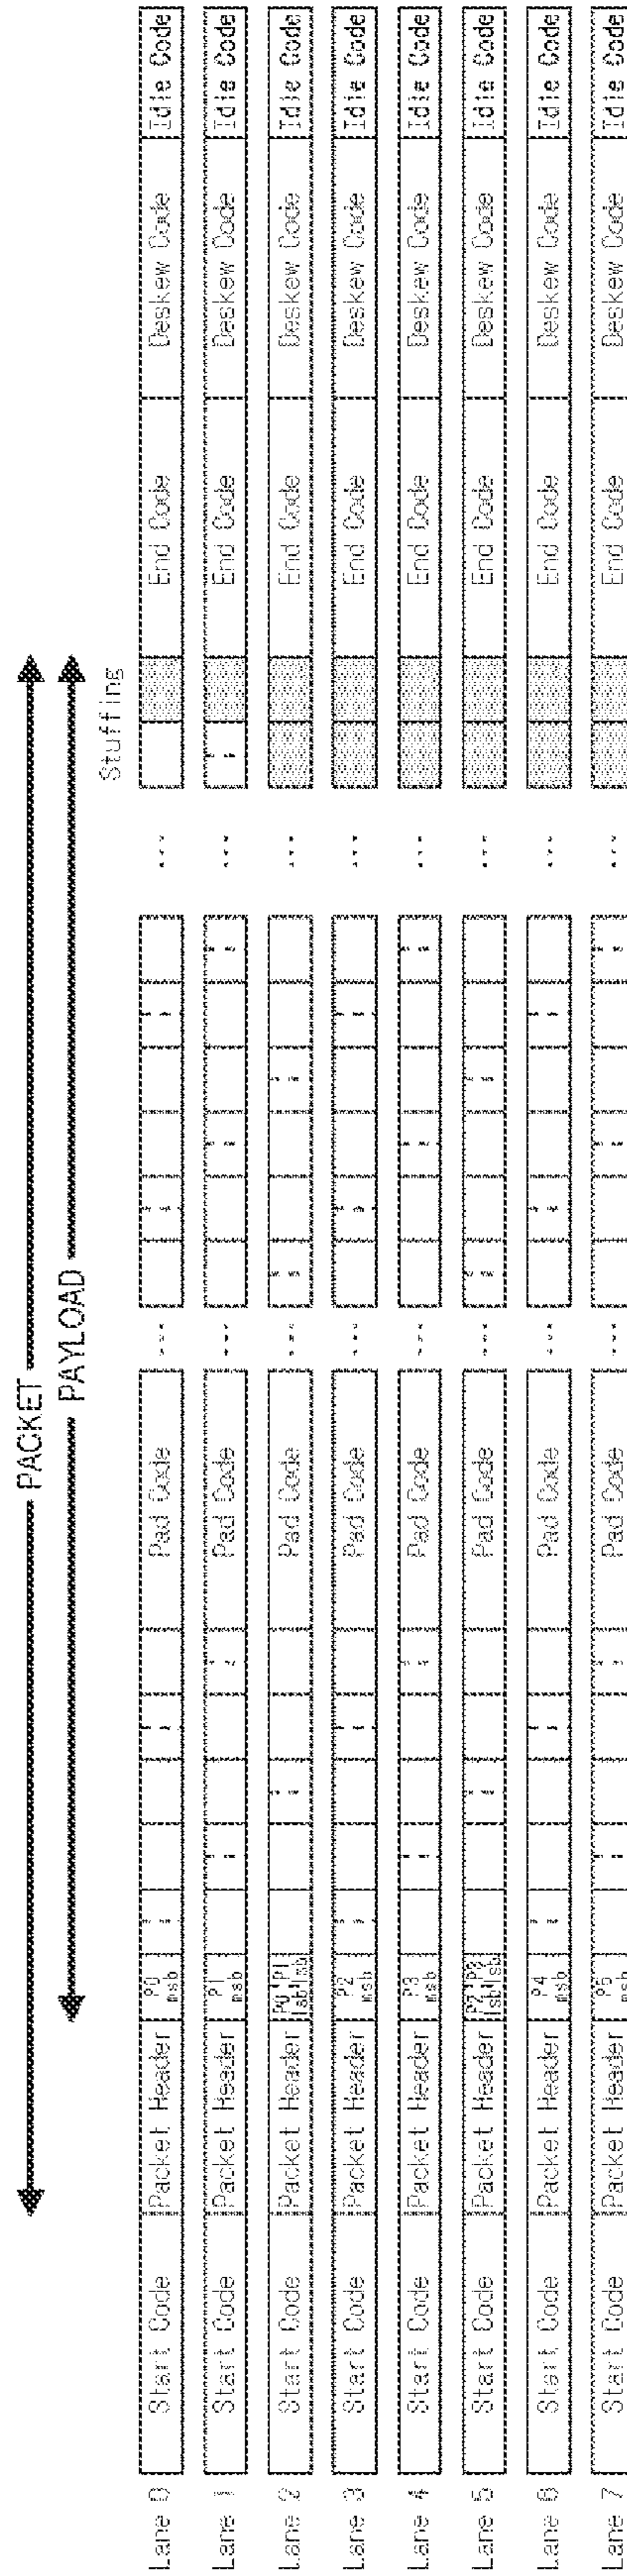 PACKET
PAYLOAD
Stuffing
Lane 0 Start Code Packet Header P0 msb Pad Code ... ... End Code Deskew Code Idle Code
Lane 1 Start Code Packet Header P1 msb Pad Code ... ... End Code Deskew Code Idle Code
Lane 2 Start Code Packet Header P0 lsb P1 lsb Pad Code ... ... End Code Deskew Code Idle Code
Lane 3 Start Code Packet Header P2 msb Pad Code ... ... End Code Deskew Code Idle Code
Lane 4 Start Code Packet Header P3 msb Pad Code ... ... End Code Deskew Code Idle Code
Lane 5 Start Code Packet Header P2 lsb P3 lsb Pad Code ... ... End Code Deskew Code Idle Code
Lane 6 Start Code Packet Header P4 msb Pad Code ... ... End Code Deskew Code Idle Code
Lane 7 Start Code Packet Header P5 msb Pad Code ... ... End Code Deskew Code Idle Code